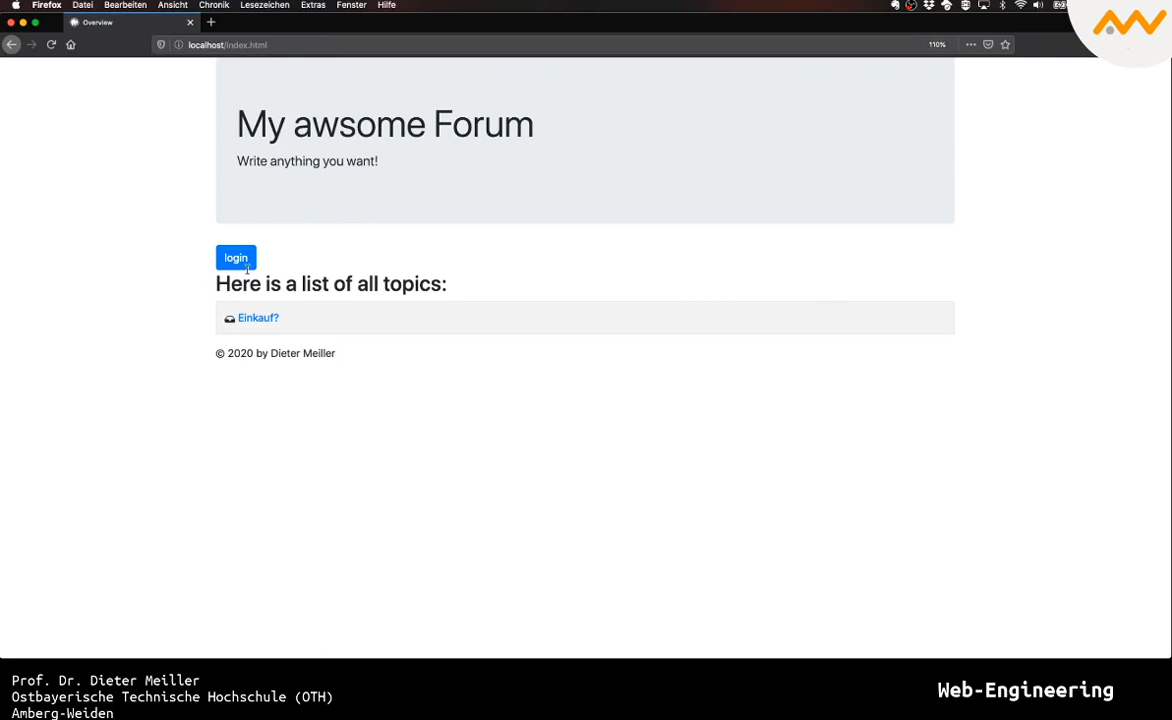 Firefox Datei Bearbeiten Ansicht Chronik Lesezeichen Extras Fenster Hilfe
Overview
localhost/index.html
110%
My awsome Forum
Write anything you want!
login
Here is a list of all topics:
Einkauf?
© 2020 by Dieter Meiller
Prof. Dr. Dieter Meiller
Ostbayerische Technische Hochschule (OTH)
Amberg-Weiden
Web-Engineering